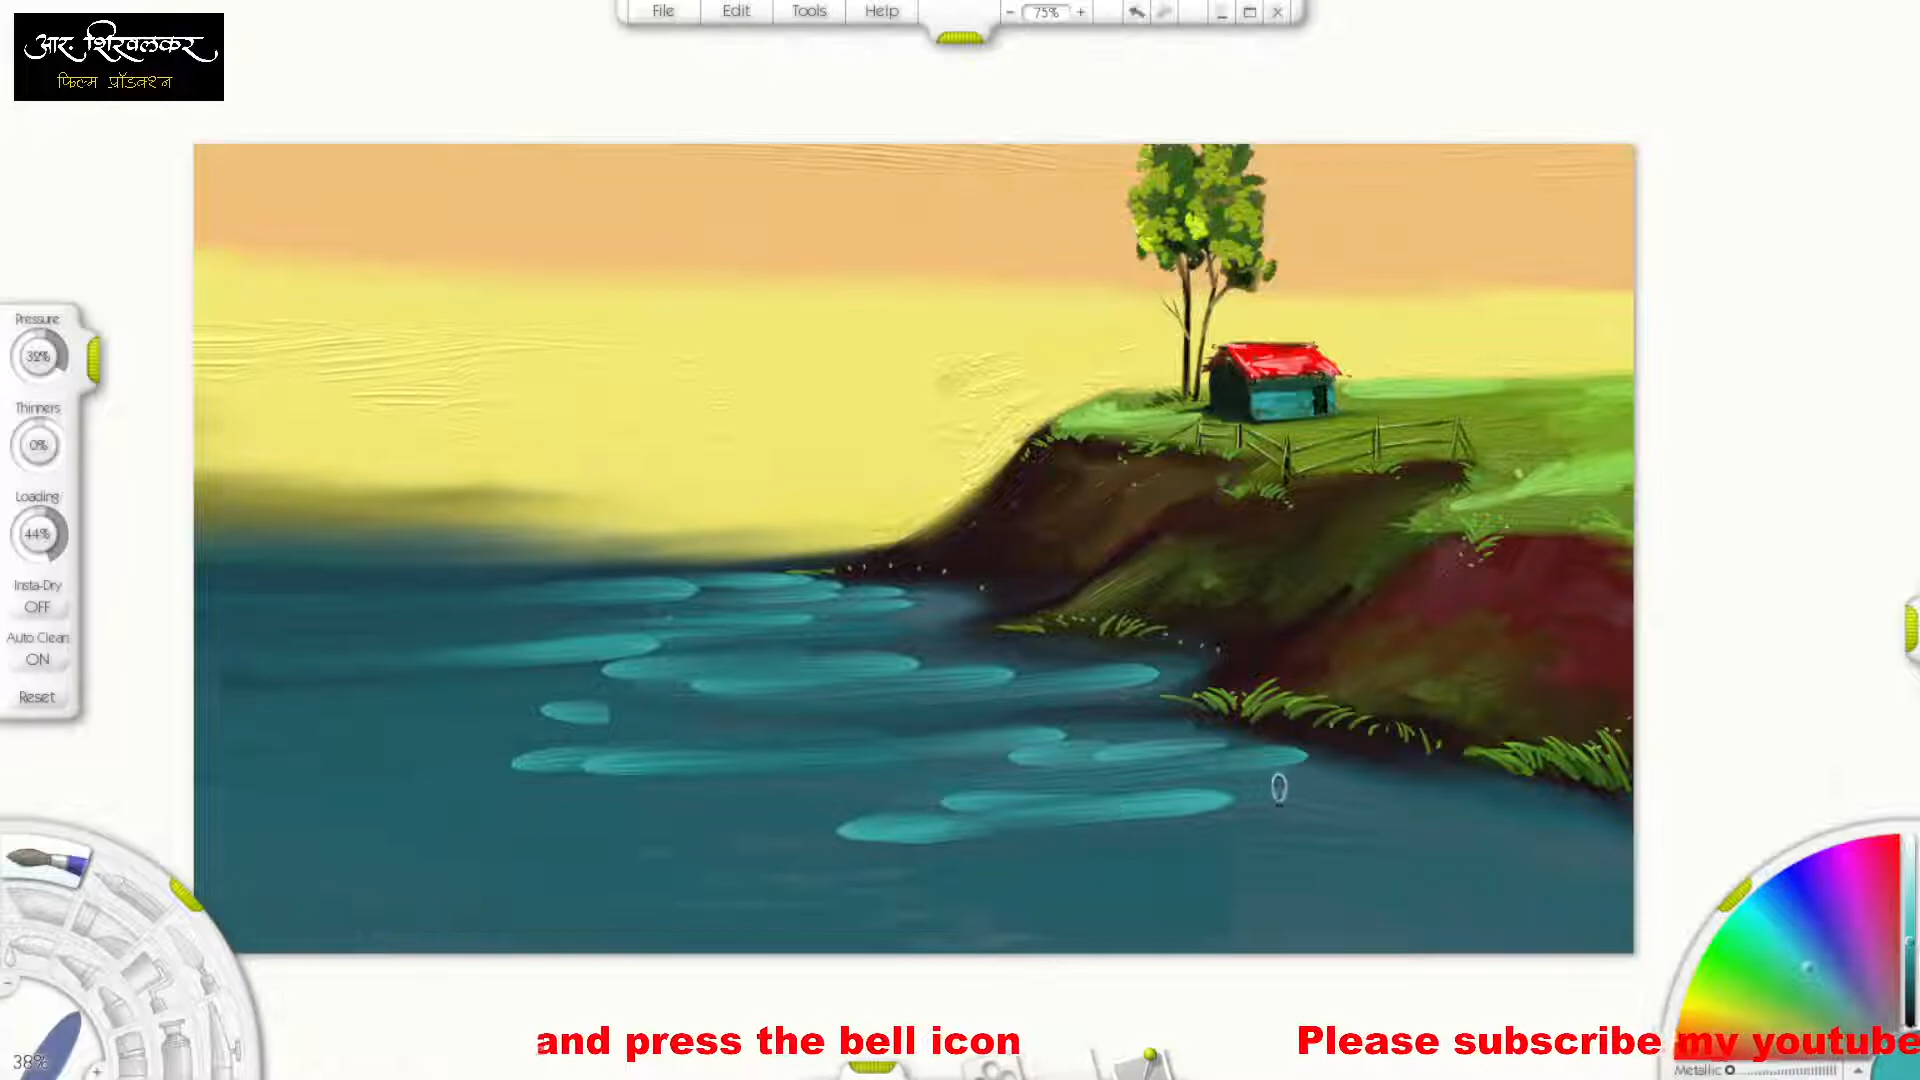 File Edit Tools Help − 75% +
आर. शिरवलकर
फिल्म प्रॉडक्शन
Pressure
39%
Thinners
0%
Loading
44%
Insta-Dry
OFF
Auto Clean
ON
Reset
38%
and press the bell icon Please subscribe my youtube
Metallic